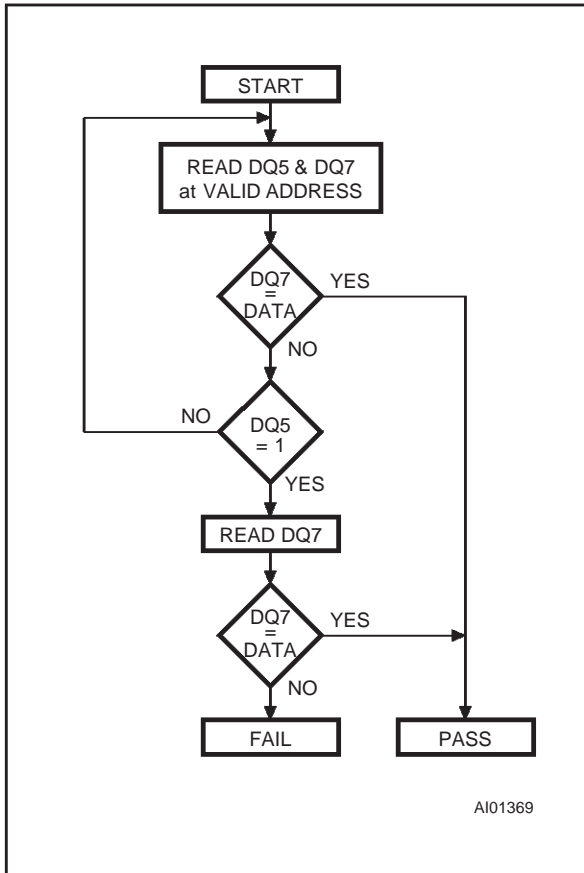 START
READ DQ5 & DQ7
at VALID ADDRESS
DQ7
=
DATA
YES
NO
NO
DQ5
= 1
YES
READ DQ7
DQ7
=
DATA
YES
NO
FAIL
PASS
AI01369